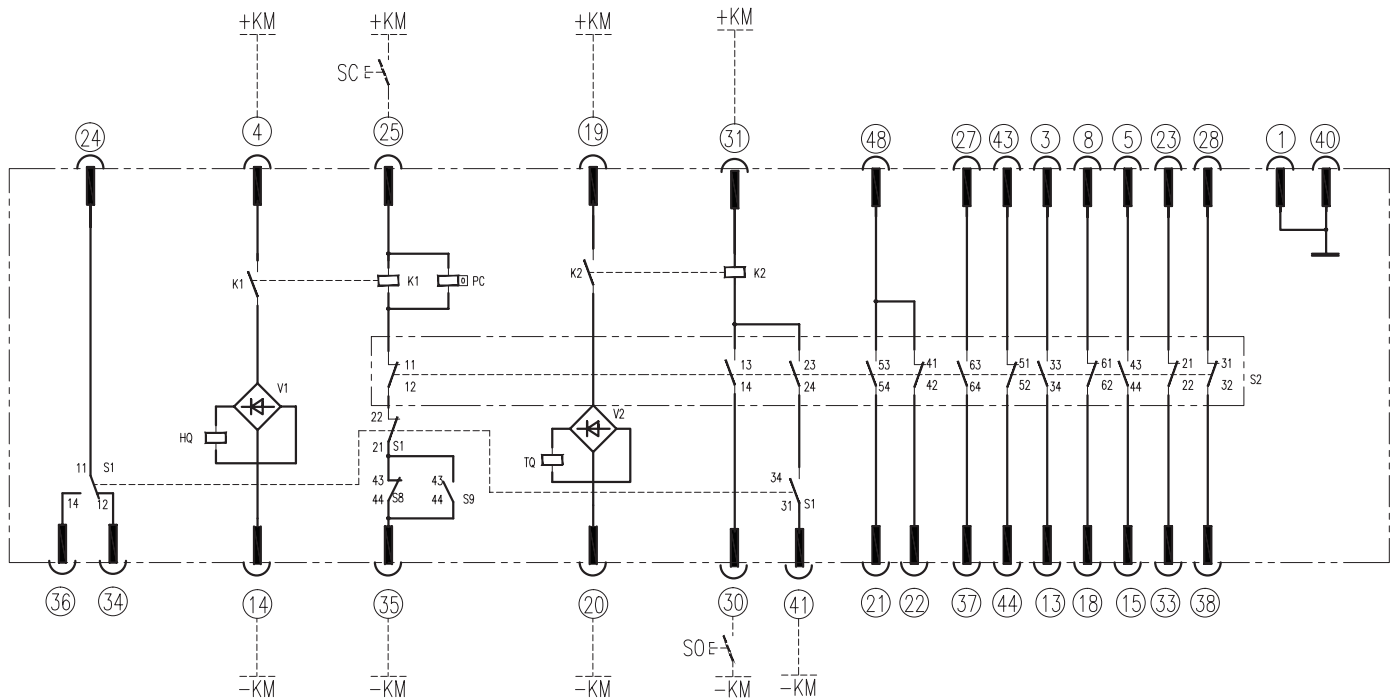 +KM +KM +KM +KM
SC
24 4 25 19 31 48 27 43 3 8 5 23 28 1 40
K1 K1 PC K2 K2
11 13 23 53 41 63 51 33 61 43 21 31
12 14 24 54 42 64 52 34 62 44 22 32
S2
V1
22 V2
HQ
21 S1
TQ
11 S1
43 43
34
14 12
44 S8 44 S9
31 S1
36 34 14 35 20 30 41 21 22 37 44 13 18 15 33 38
SO
-KM -KM -KM -KM -KM